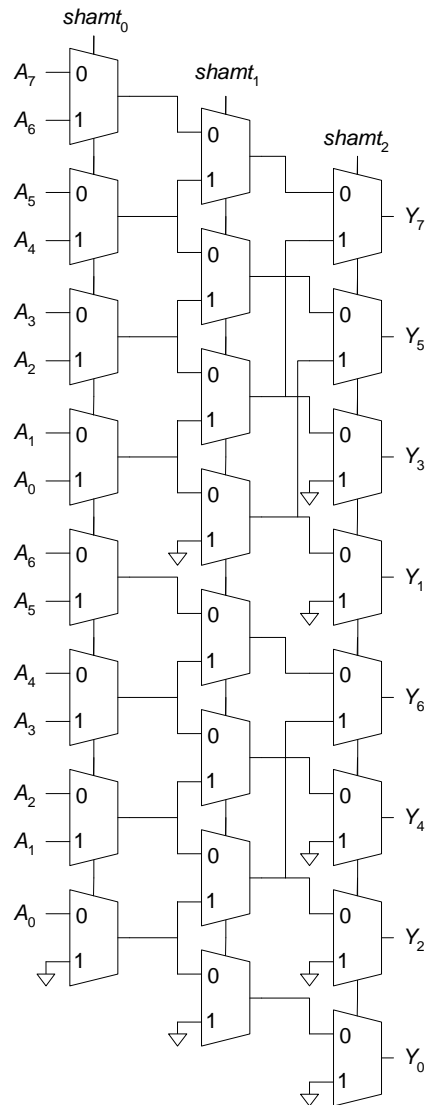 shamt₀
A₇ 0
A₆ 1
shamt₁
0
1
shamt₂
0 Y₇
1
A₅ 0
A₄ 1
0
1
0 Y₅
1
A₃ 0
A₂ 1
0
1
0 Y₃
1
A₁ 0
A₀ 1
0
1
0 Y₁
1
A₆ 0
A₅ 1
0
1
0 Y₆
1
A₄ 0
A₃ 1
0
1
0 Y₄
1
A₂ 0
A₁ 1
0
1
0 Y₂
1
A₀ 0
1
0
1
0 Y₀
1